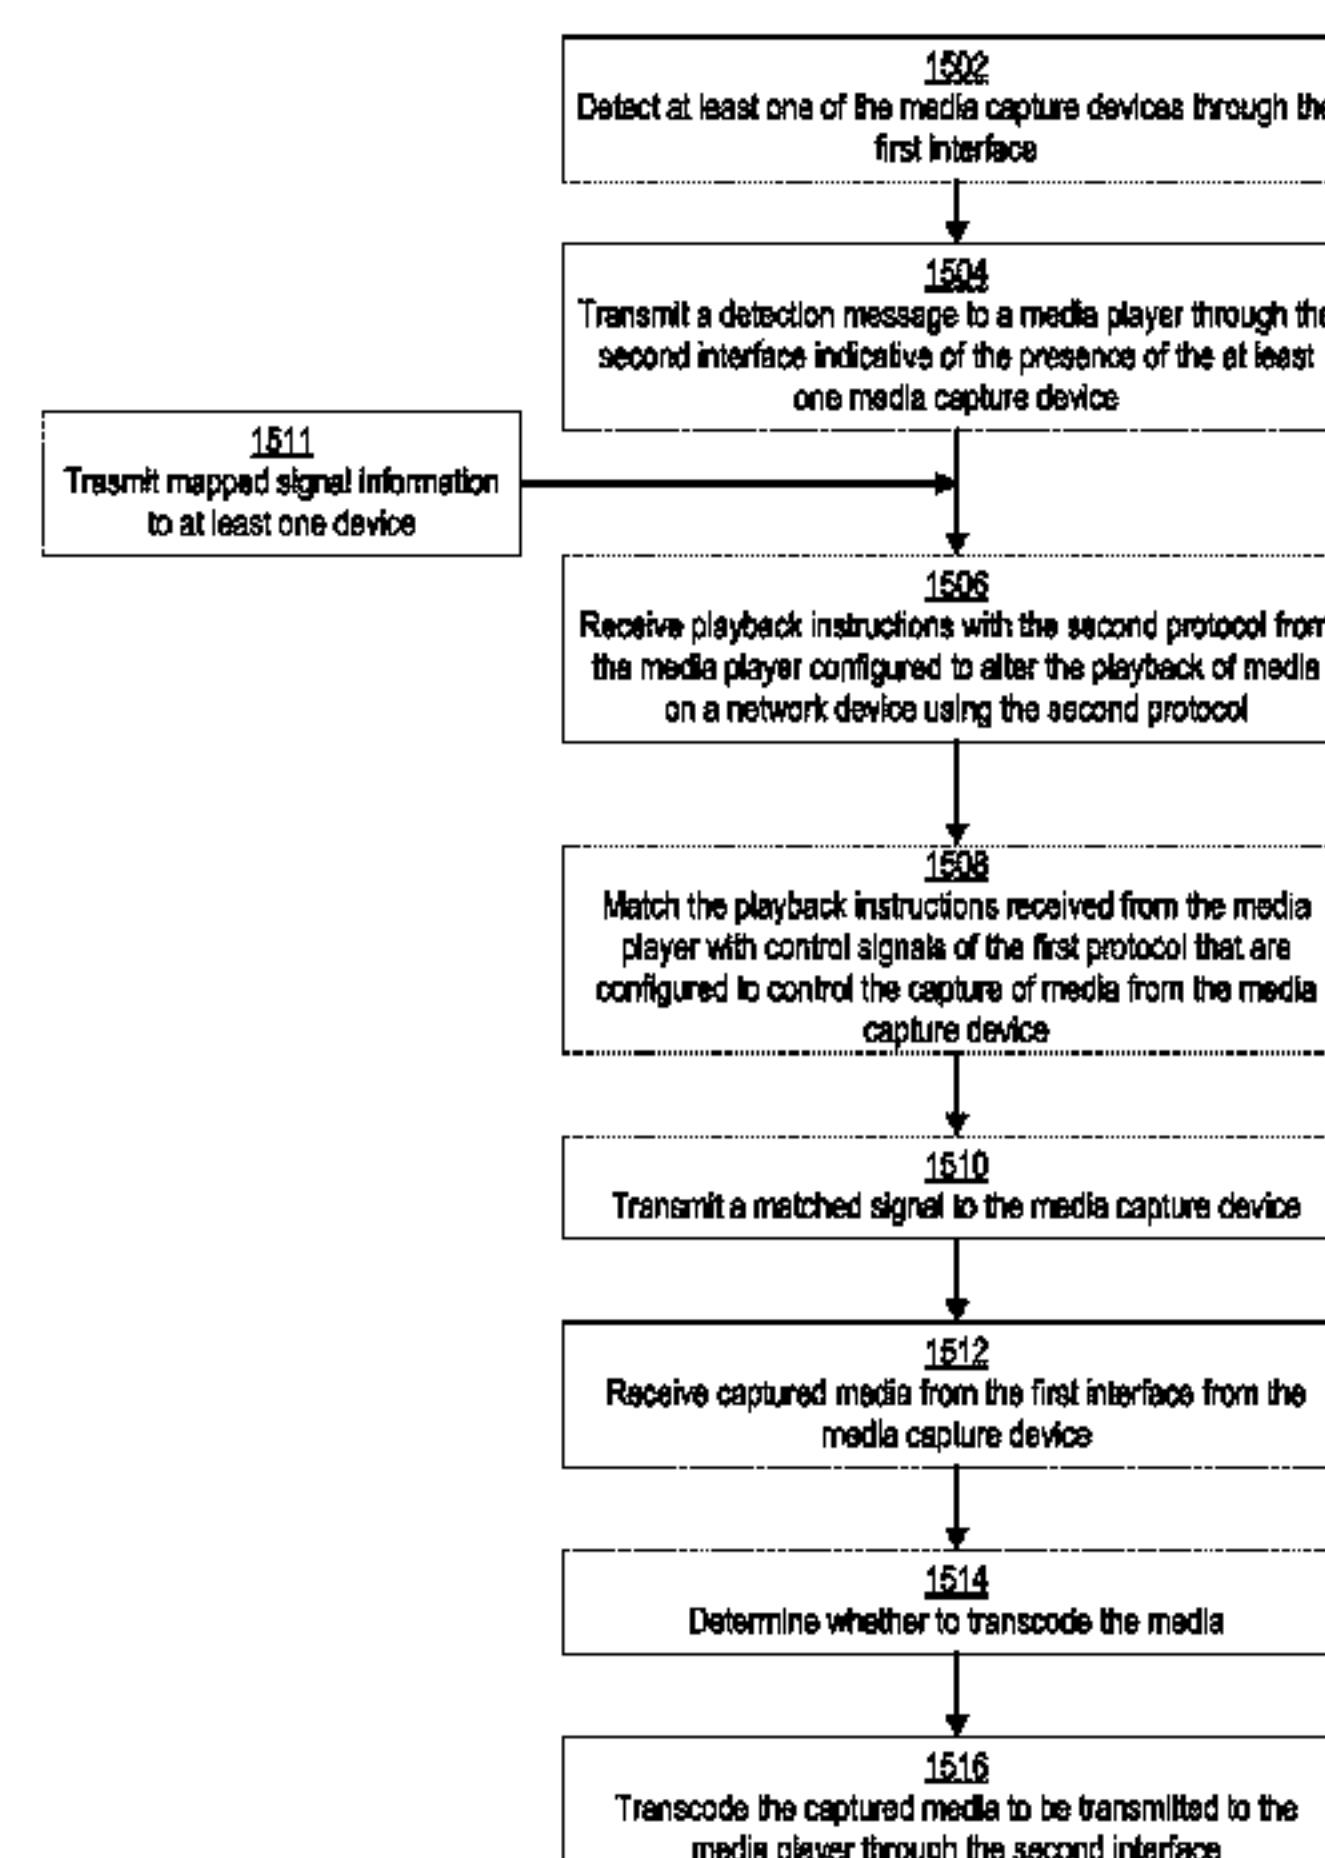 1502
Detect at least one of the media capture devices through the
first interface
1504
Transmit a detection message to a media player through the
second interface indicative of the presence of the at least
one media capture device
1511
Trasmit mapped signal information
to at least one device
1506
Receive playback instructions with the second protocol from
the media player configured to alter the playback of media
on a network device using the second protocol
1508
Match the playback instructions received from the media
player with control signals of the first protocol that are
configured to control the capture of media from the media
capture device
1510
Transmit a matched signal to the media capture device
1512
Receive captured media from the first interface from the
media capture device
1514
Determine whether to transcode the media
1516
Transcode the captured media to be transmitted to the
media player through the second interface